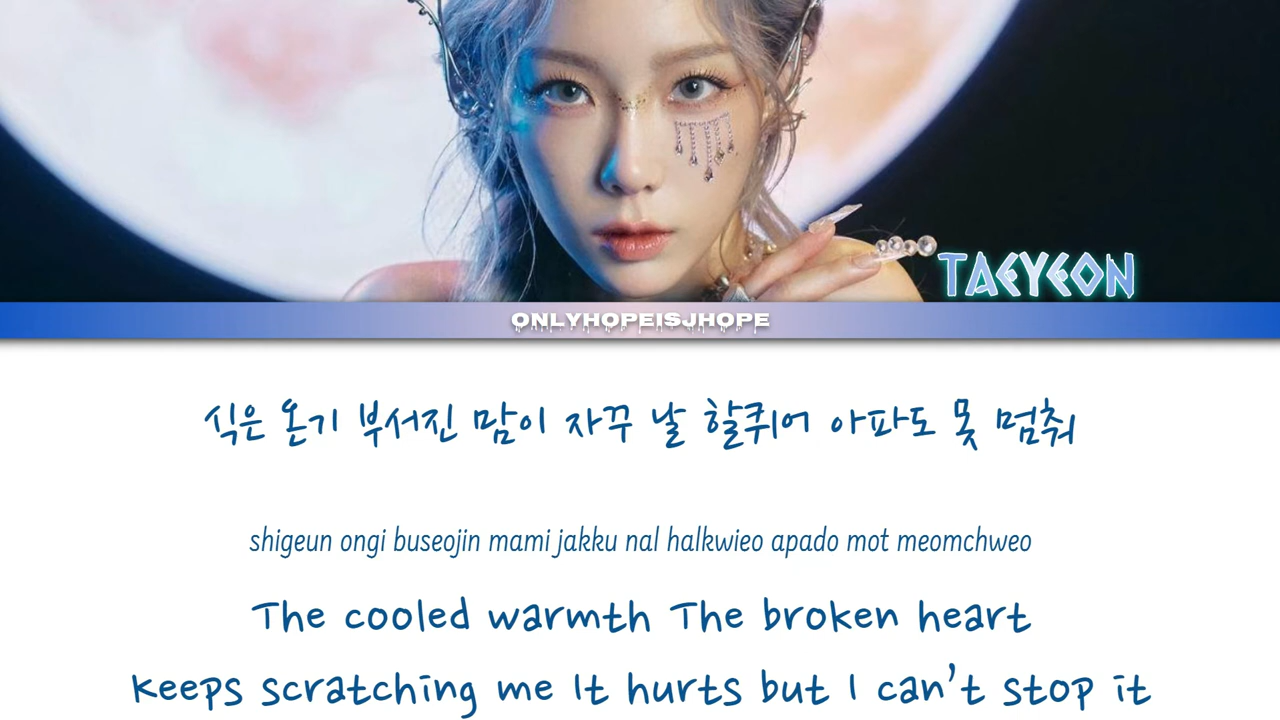 TAEYEON
ONLYHOPEISJHOPE
식은 온기 부서진 맘이 자꾸 날 할퀴어 아파도 못 멈춰
shigeun ongi buseojin mami jakku nal halkwieo apado mot meomchweo
The cooled warmth The broken heart
Keeps scratching me It hurts but I can't stop it